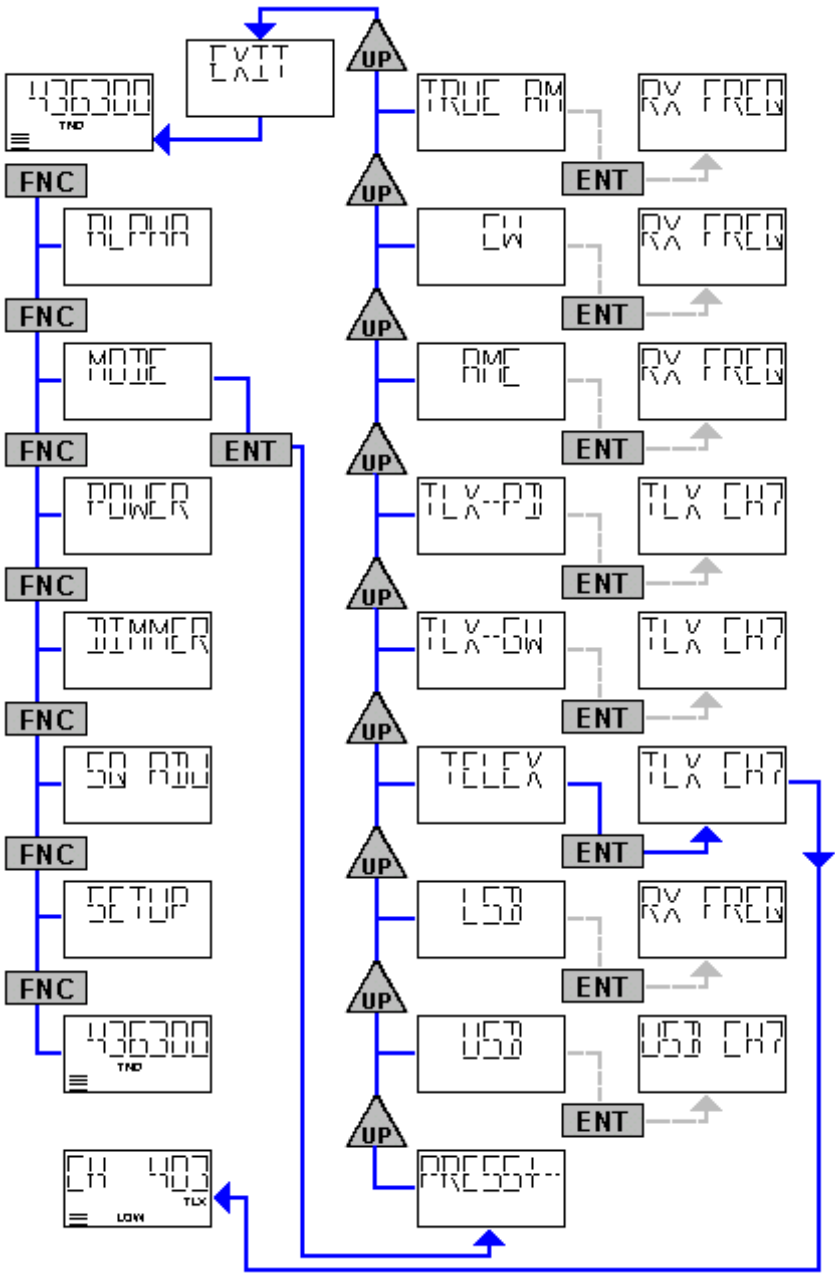 436300
TND
EXIT
FNC
ALPHA
FNC
MODE
ENT
FNC
POWER
FNC
DIMMER
FNC
SQ ADJ
FNC
SETUP
FNC
436300
TND
CH 403
TLX
LOW
UP
TRUE AM
ENT
RX FREQ
UP
CW
ENT
RX FREQ
UP
AME
ENT
RX FREQ
UP
TLX-PD
ENT
TLX CH?
UP
TLX-GW
ENT
TLX CH?
UP
TELEX
ENT
TLX CH?
UP
LSB
ENT
RX FREQ
UP
USB
ENT
USB CH?
UP
PRESS+-